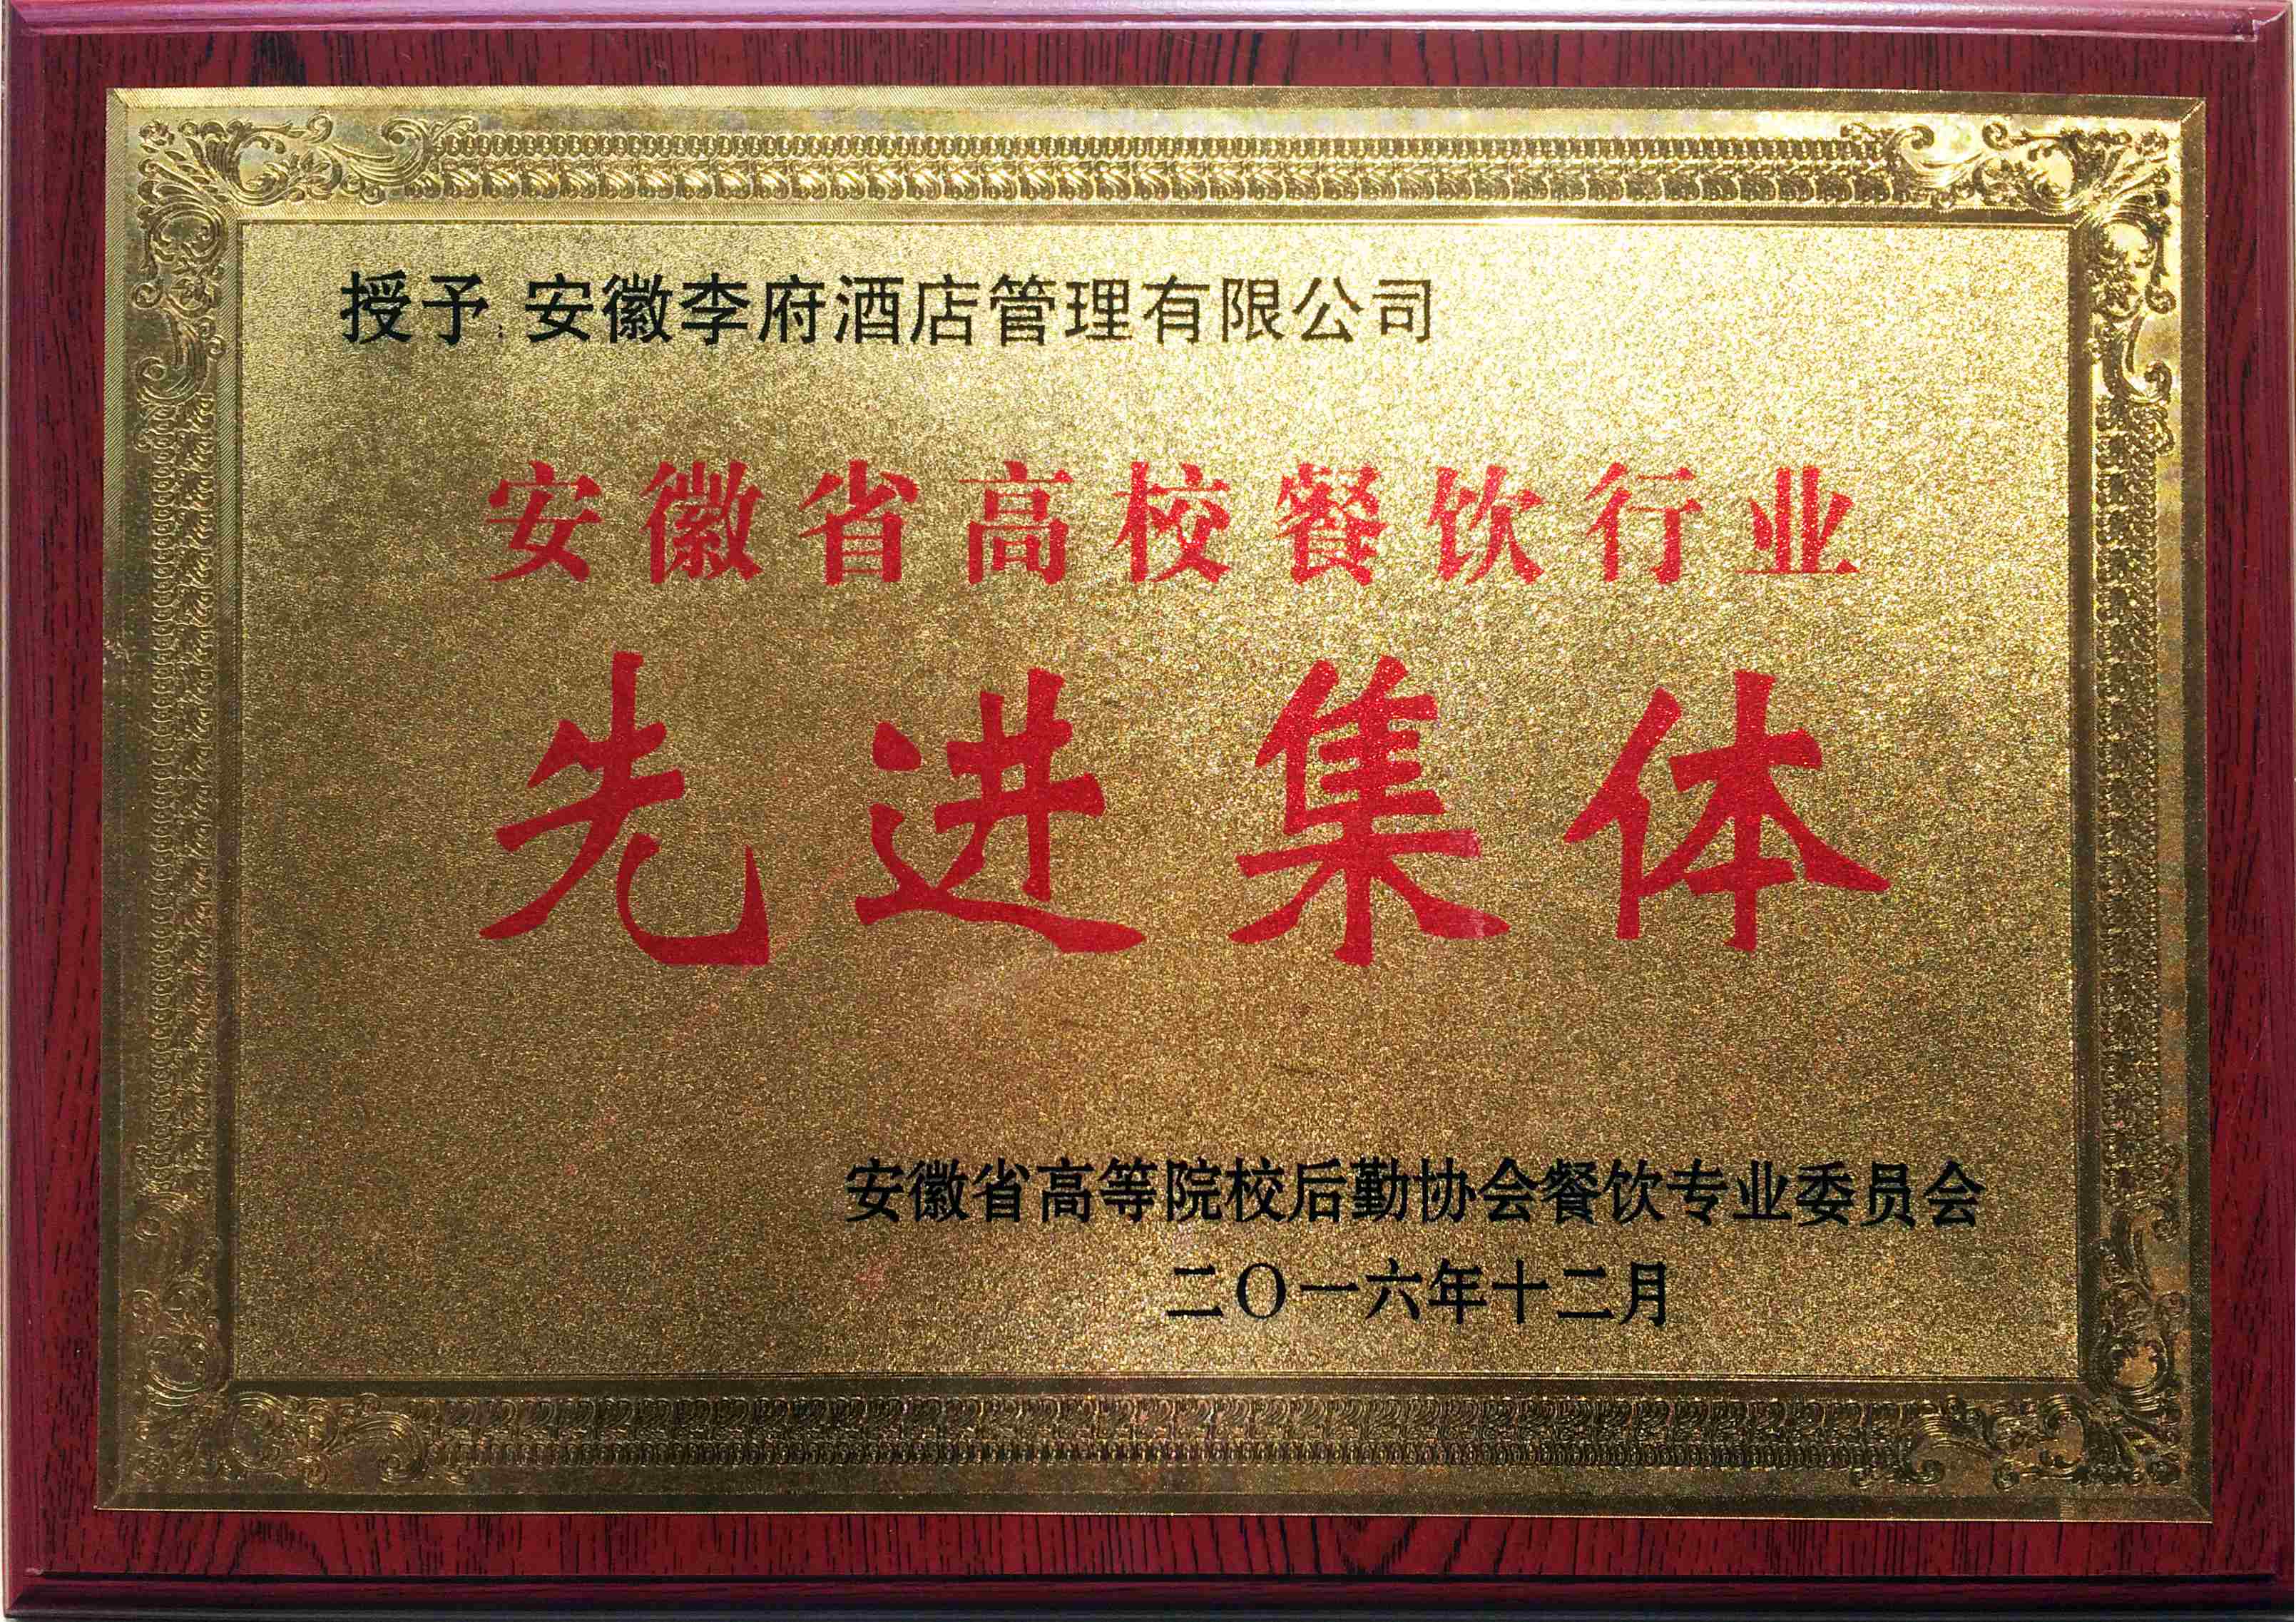 授予:安徽李府酒店管理有限公司
安徽省高校餐饮行业
先进集体
安徽省高等院校后勤协会餐饮专业委员会
二〇一六年十二月